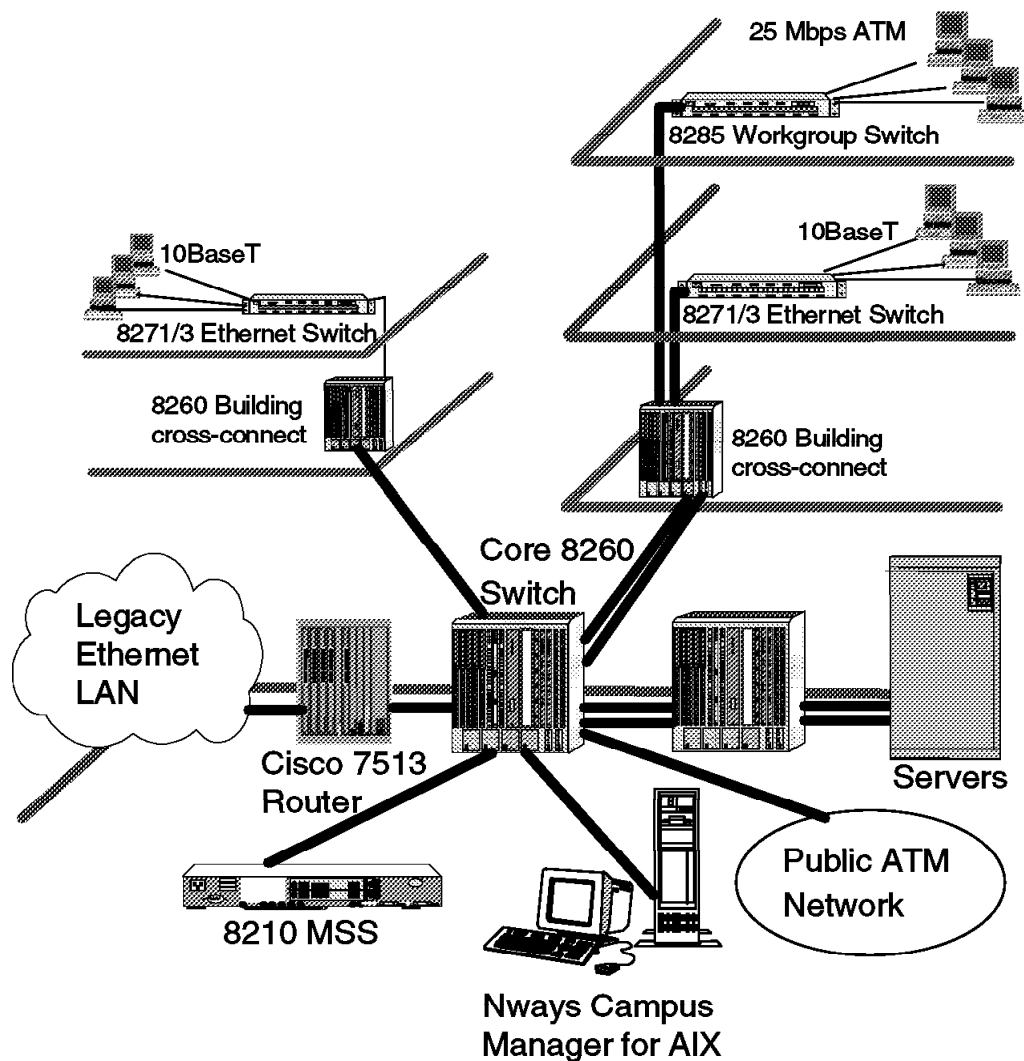 25 Mbps ATM
8285 Workgroup Switch
10BaseT
8271/3 Ethernet Switch
10BaseT
8271/3 Ethernet Switch
8260 Building
cross-connect
8260 Building
cross-connect
Core 8260
Switch
Legacy
Ethernet
LAN
Cisco 7513
Router
Servers
8210 MSS
Public ATM
Network
Nways Campus
Manager for AIX